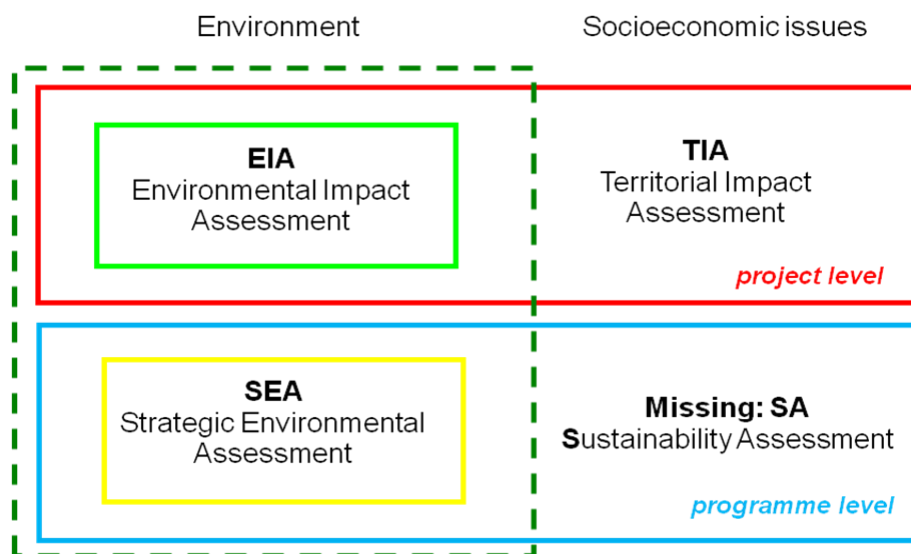 Environment
Socioeconomic issues
EIA
Environmental Impact
Assessment
TIA
Territorial Impact
Assessment
project level
SEA
Strategic Environmental
Assessment
Missing: SA
Sustainability Assessment
programme level